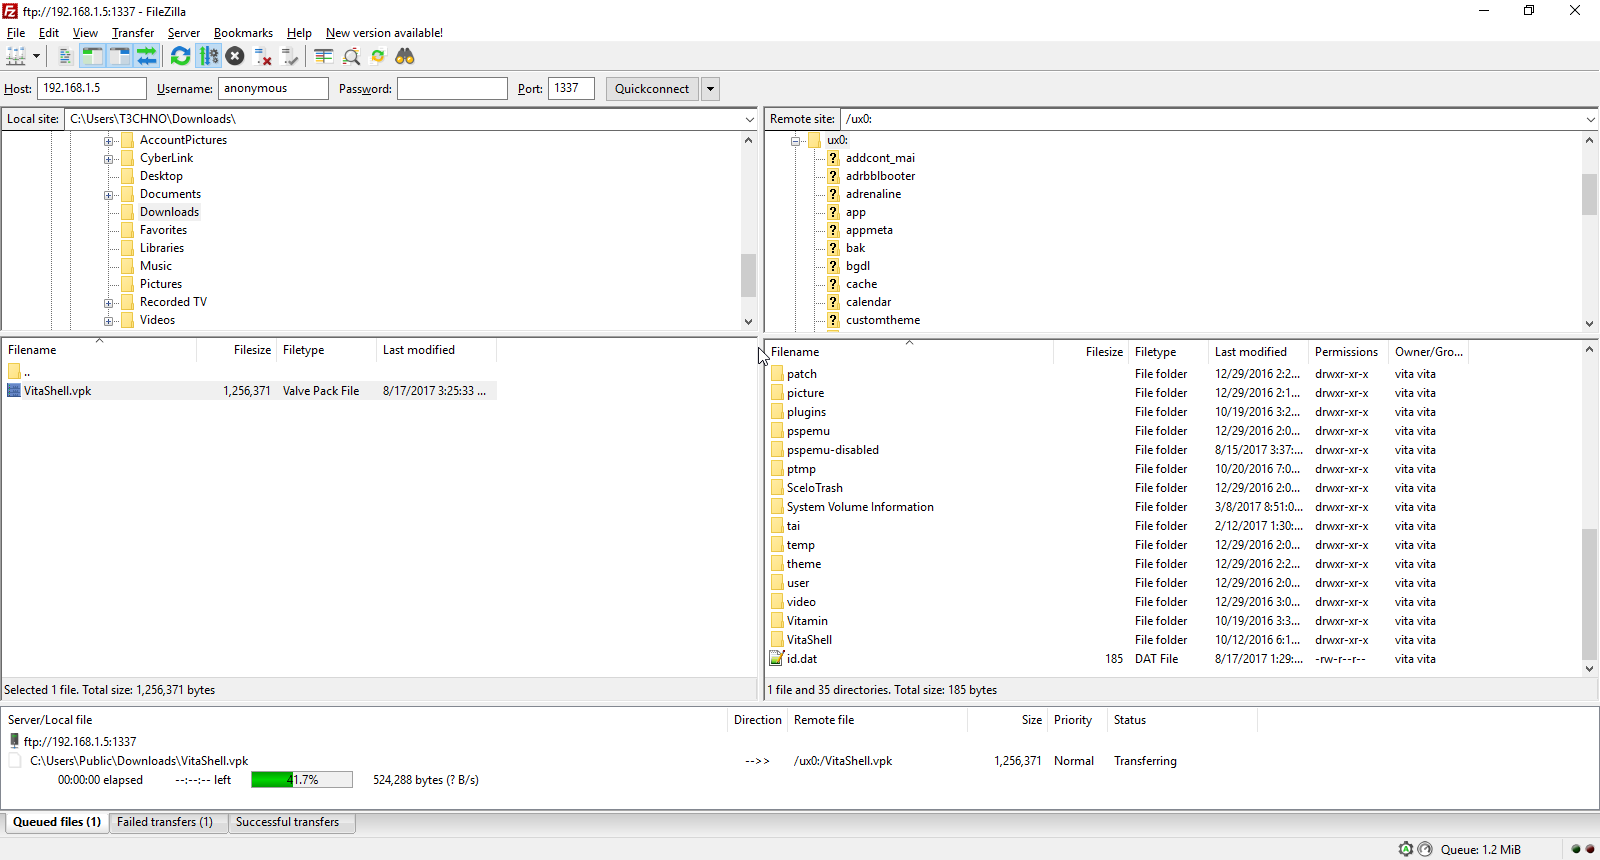 ftp://192.168.1.5:1337 - FileZilla
File Edit View Transfer Server Bookmarks Help New version available!
Host: 192.168.1.5 Username: anonymous Password: Port: 1337 Quickconnect
Local site: C:\Users\T3CHNO\Downloads\
AccountPictures
CyberLink
Desktop
Documents
Downloads
Favorites
Libraries
Music
Pictures
Recorded TV
Videos
Filename Filesize Filetype Last modified
..
VitaShell.vpk 1,256,371 Valve Pack File 8/17/2017 3:25:33 ...
Selected 1 file. Total size: 1,256,371 bytes
Remote site: /ux0:
ux0:
? addcont_mai
? adrbblbooter
? adrenaline
? app
? appmeta
? bak
? bgdl
? cache
? calendar
? customtheme
Filename Filesize Filetype Last modified Permissions Owner/Gro...
patch File folder 12/29/2016 2:2... drwxr-xr-x vita vita
picture File folder 12/29/2016 2:1... drwxr-xr-x vita vita
plugins File folder 10/19/2016 3:2... drwxr-xr-x vita vita
pspemu File folder 12/29/2016 2:0... drwxr-xr-x vita vita
pspemu-disabled File folder 8/15/2017 3:37:... drwxr-xr-x vita vita
ptmp File folder 10/20/2016 7:0... drwxr-xr-x vita vita
SceloTrash File folder 12/29/2016 2:0... drwxr-xr-x vita vita
System Volume Information File folder 3/8/2017 8:51:0... drwxr-xr-x vita vita
tai File folder 2/12/2017 1:30:... drwxr-xr-x vita vita
temp File folder 12/29/2016 2:0... drwxr-xr-x vita vita
theme File folder 12/29/2016 2:2... drwxr-xr-x vita vita
user File folder 12/29/2016 2:0... drwxr-xr-x vita vita
video File folder 12/29/2016 3:0... drwxr-xr-x vita vita
Vitamin File folder 10/19/2016 3:3... drwxr-xr-x vita vita
VitaShell File folder 10/12/2016 6:1... drwxr-xr-x vita vita
id.dat 185 DAT File 8/17/2017 1:29:... -rw-r--r-- vita vita
1 file and 35 directories. Total size: 185 bytes
Server/Local file Direction Remote file Size Priority Status
ftp://192.168.1.5:1337
C:\Users\Public\Downloads\VitaShell.vpk -->> /ux0:/VitaShell.vpk 1,256,371 Normal Transferring
00:00:00 elapsed --:--:-- left 41.7% 524,288 bytes (? B/s)
Queued files (1) Failed transfers (1) Successful transfers
Queue: 1.2 MiB